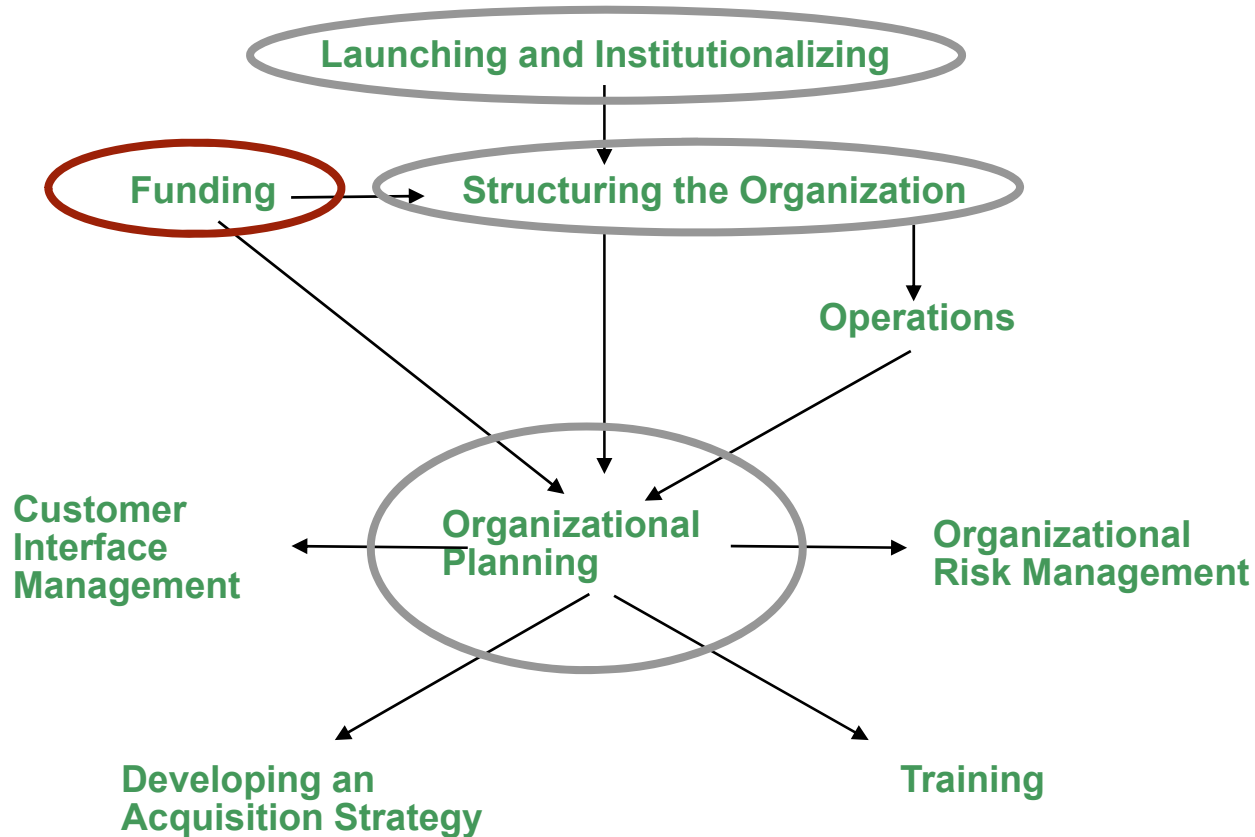 Launching and Institutionalizing
Funding
Structuring the Organization
Operations
Customer
Interface
Management
Organizational
Planning
Organizational
Risk Management
Developing an
Acquisition Strategy
Training